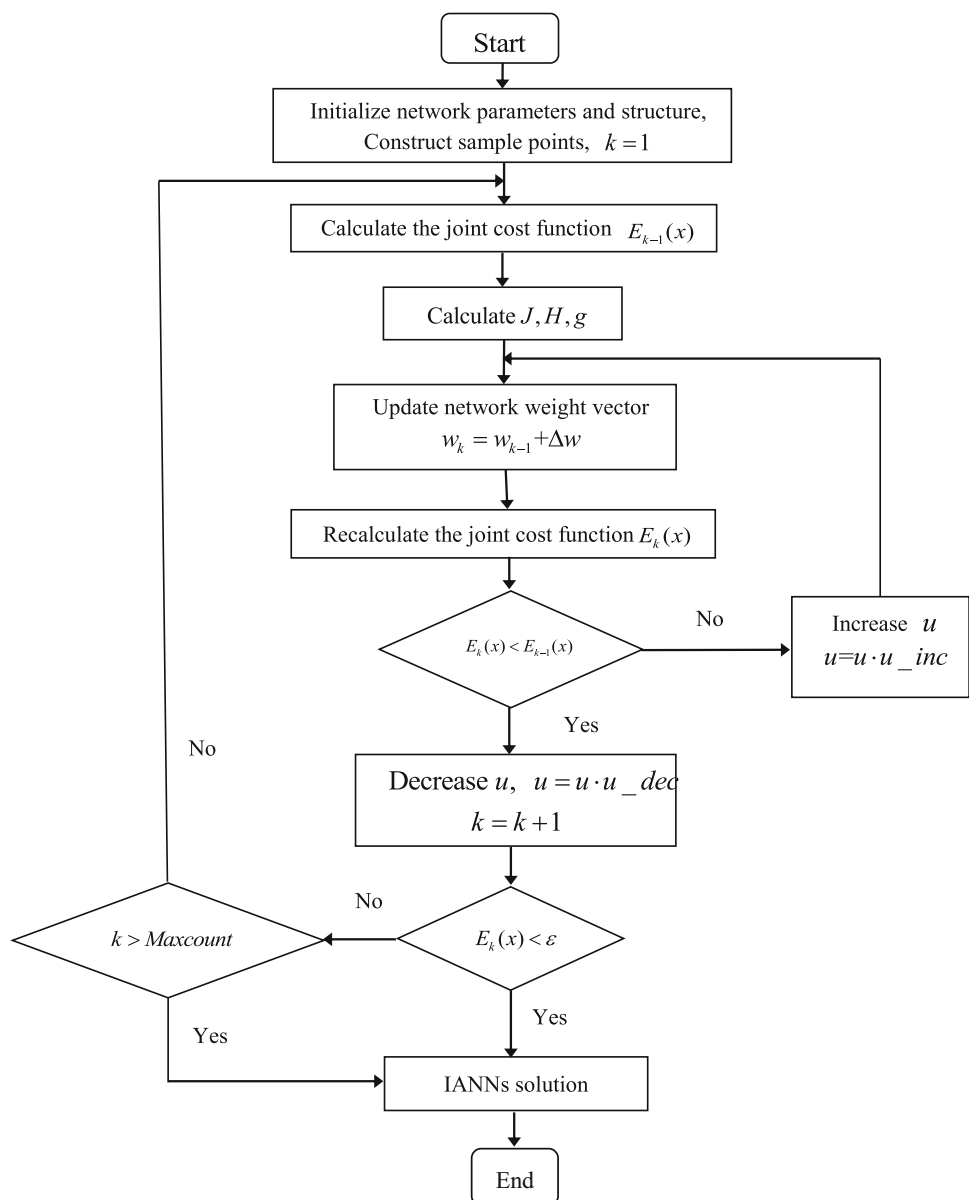 Start
Initialize network parameters and structure,
Construct sample points, k = 1
Calculate the joint cost function E_{k−1}(x)
Calculate J, H, g
Update network weight vector
w_k = w_{k−1}+Δw
Recalculate the joint cost function E_k(x)
E_k(x) < E_{k−1}(x)
No
Increase u
u=u·u_inc
Yes
No
Decrease u, u = u·u_dec
k = k+1
No
k > Maxcount
E_k(x) < ε
Yes
Yes
IANNs solution
End